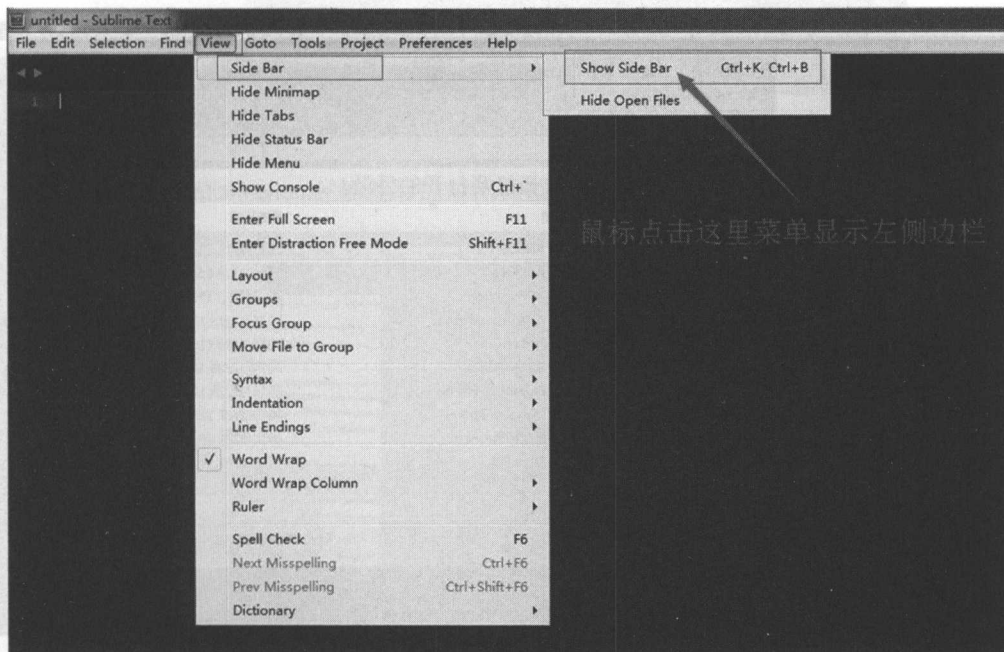 untitled - Sublime Text
File Edit Selection Find View Goto Tools Project Preferences Help
Side Bar
Show Side Bar Ctrl+K, Ctrl+B
Hide Minimap
Hide Open Files
1
Hide Tabs
Hide Status Bar
Hide Menu
Show Console Ctrl+`
Enter Full Screen F11
鼠标点击这里菜单显示左侧边栏
Enter Distraction Free Mode Shift+F11
Layout
Groups
Focus Group
Move File to Group
Syntax
Indentation
Line Endings
Word Wrap
Word Wrap Column
Ruler
Spell Check F6
Next Misspelling Ctrl+F6
Prev Misspelling Ctrl+Shift+F6
Dictionary